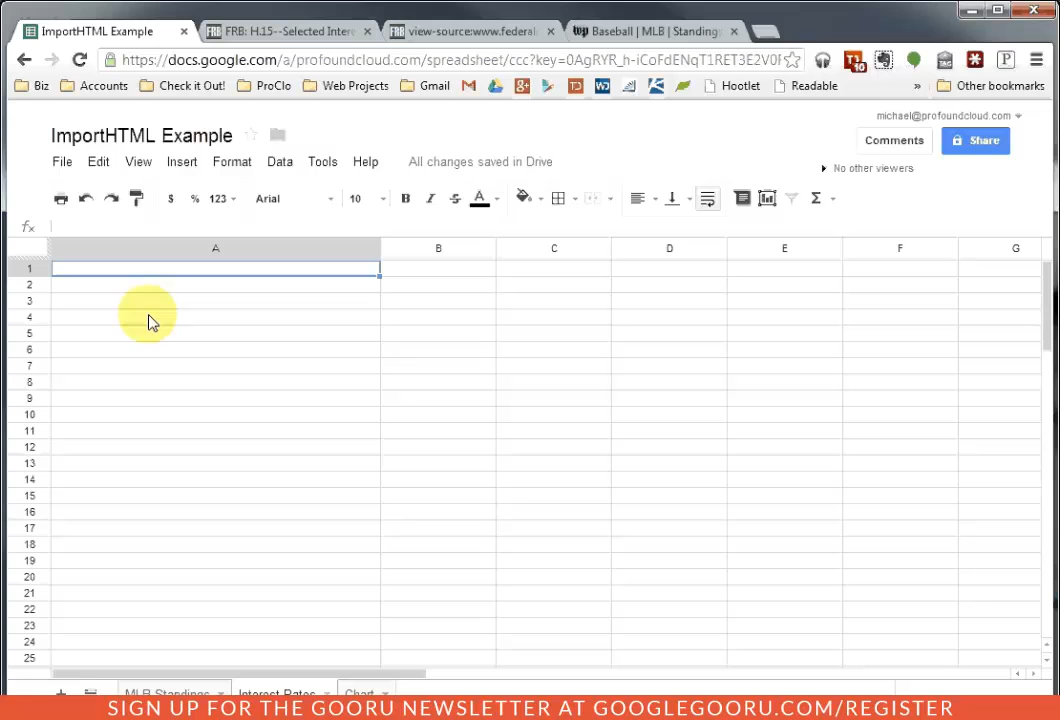 ImportHTML Example FRB: H.15--Selected Inter view-source:www.federal wp Baseball | MLB | Standing
https://docs.google.com/a/profoundcloud.com/spreadsheet/ccc?key=0AgRYR_h-iCoFdENqT1RET3E2V0F
Biz Accounts Check it Out! ProClo Web Projects Gmail Hootlet Readable » Other bookmarks
michael@profoundcloud.com
ImportHTML Example Comments Share
File Edit View Insert Format Data Tools Help All changes saved in Drive No other viewers
$ % 123 Arial 10 B I S A Σ
fx
A B C D E F G
1
2
3
4
5
6
7
8
9
10
11
12
13
14
15
16
17
18
19
20
21
22
23
24
25
+ MLB Standings Interest Rates Chart
SIGN UP FOR THE GOORU NEWSLETTER AT GOOGLEGOORU.COM/REGISTER